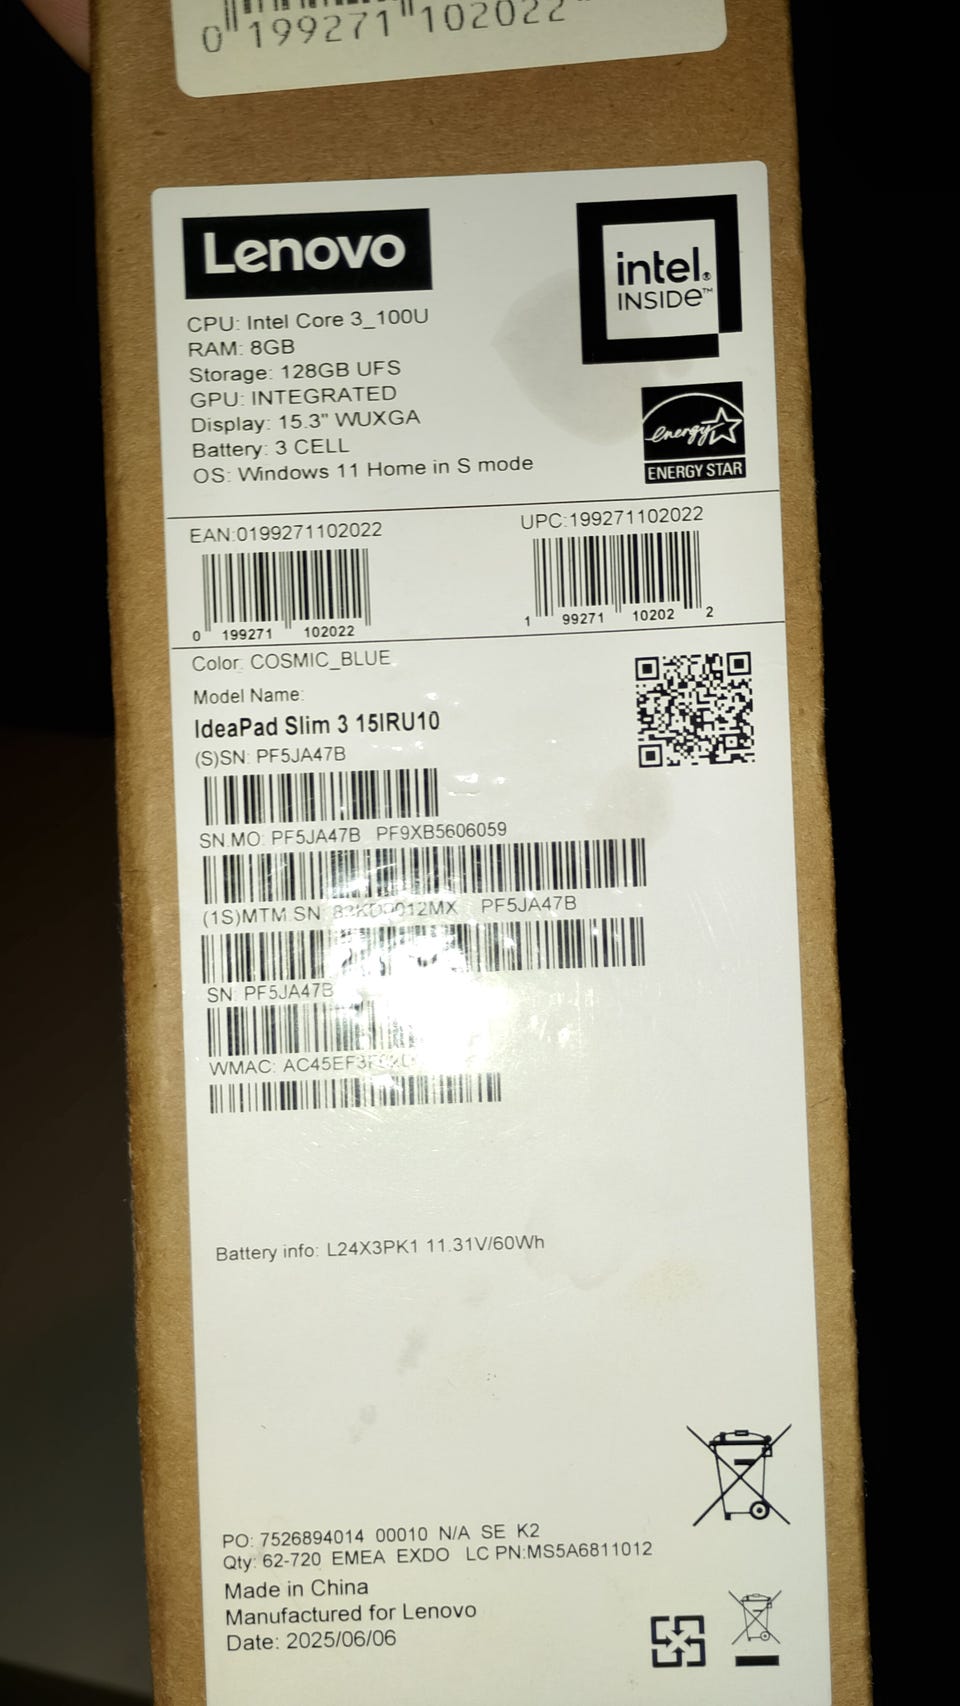 0 199271 102022
Lenovo
intel®
INSIDE™
CPU: Intel Core 3_100U
RAM: 8GB
Storage: 128GB UFS
GPU: INTEGRATED
Display: 15.3" WUXGA
Battery: 3 CELL
OS: Windows 11 Home in S mode
energy
ENERGY STAR
EAN:0199271102022
UPC:199271102022
0 199271 102022
1 99271 10202 2
Color: COSMIC_BLUE
Model Name:
IdeaPad Slim 3 15IRU10
(S)SN: PF5JA47B
SN.MO: PF5JA47B PF9XB5606059
(1S)MTM.SN PF5JA47B
SN: PF5JA47B
WMAC:
Battery info: L24X3PK1 11.31V/60Wh
PO: 7526894014 00010 N/A SE K2
Qty: 62-720 EMEA EXDO LC PN:MS5A6811012
Made in China
Manufactured for Lenovo
Date: 2025/06/06